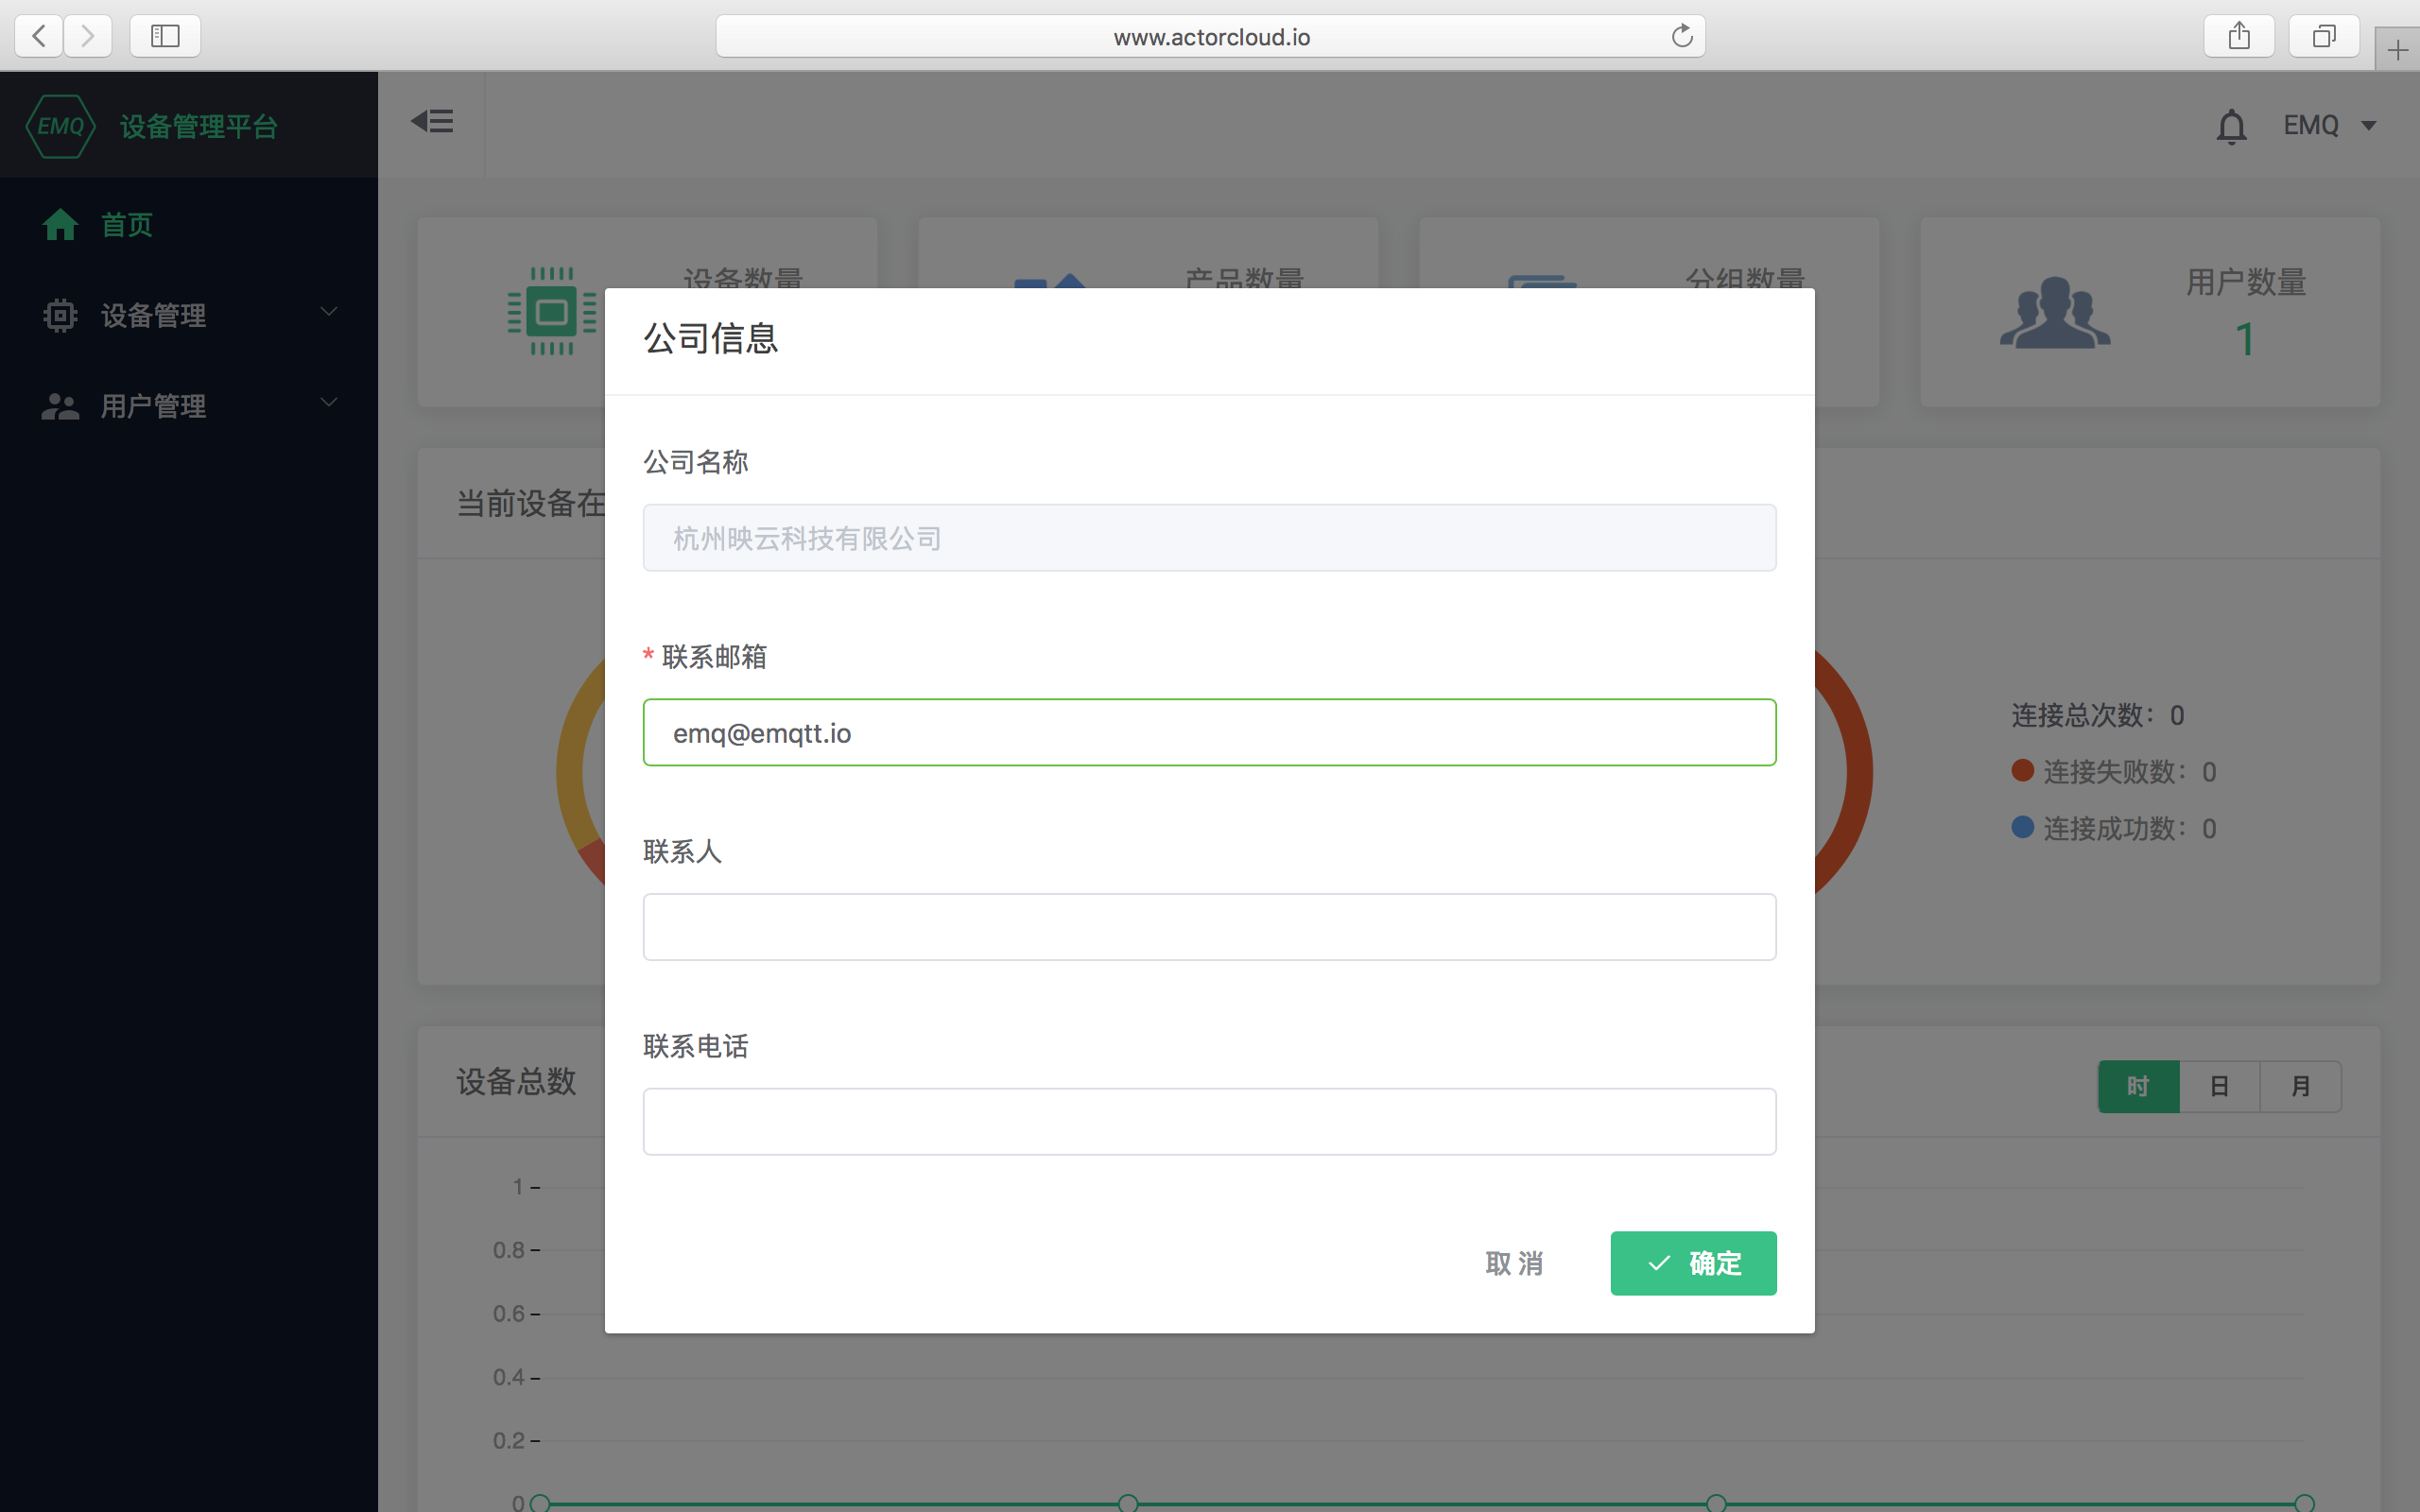 www.actorcloud.io
EMQ 设备管理平台
EMQ
首页
设备管理
用户管理
设备数量
产品数量
分组数量
用户数量
1
公司信息
公司名称
杭州映云科技有限公司
* 联系邮箱
emq@emqtt.io
联系人
联系电话
取 消
确定
当前设备在
连接总次数：0
连接失败数：0
连接成功数：0
设备总数
时 日 月
1
0.8
0.6
0.4
0.2
0